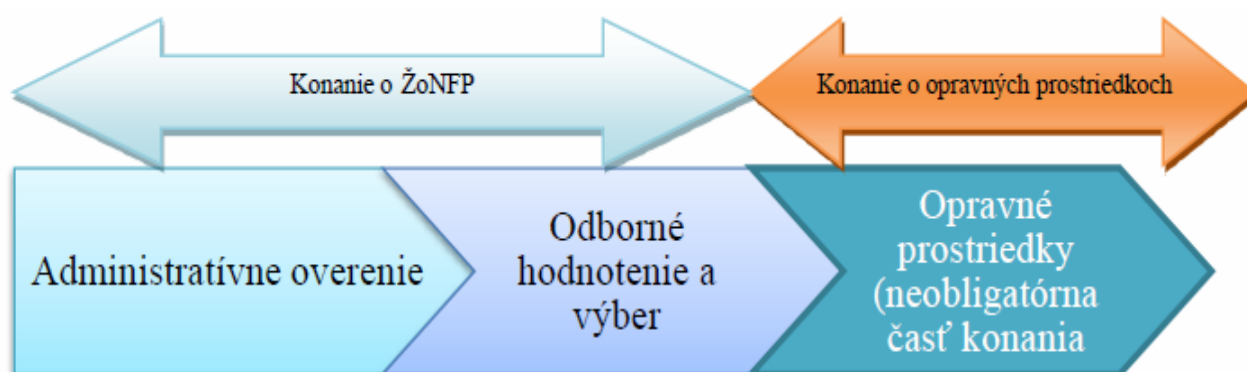 Konanie o ŽoNFP
Konanie o opravných prostriedkoch
Administratívne overenie
Odborné
hodnotenie a
výber
Opravné
prostriedky
(neobligatórna
časť konania